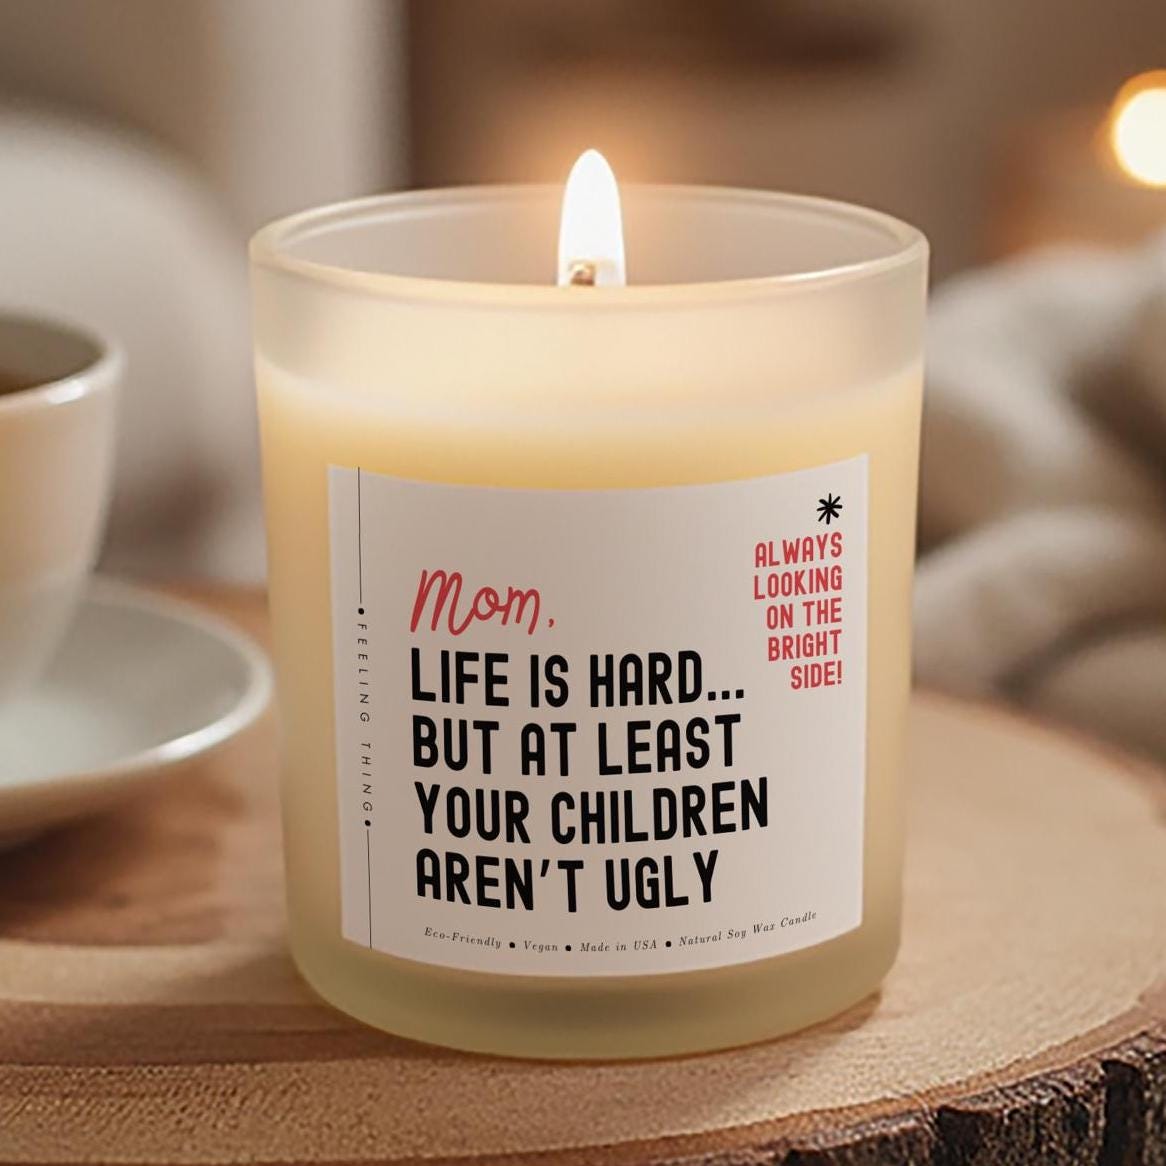 FEELING THING
Mom,
LIFE IS HARD...
BUT AT LEAST
YOUR CHILDREN
AREN'T UGLY
ALWAYS
LOOKING
ON THE
BRIGHT
SIDE!
Eco-Friendly • Vegan • Made in USA • Natural Soy Wax Candle